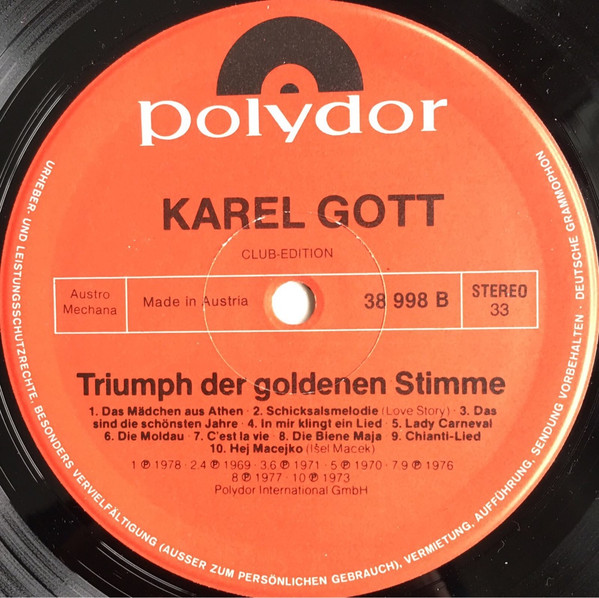 polydor
KAREL GOTT
CLUB-EDITION
Austro
Mechana
Made in Austria
38 998 B
STEREO
33
Triumph der goldenen Stimme
1. Das Mädchen aus Athen · 2. Schicksalsmelodie (Love Story) · 3. Das
sind die schönsten Jahre · 4. In mir klingt ein Lied · 5. Lady Carneval
6. Die Moldau · 7. C'est la vie · 8. Die Biene Maja · 9. Chianti-Lied
10. Hej Macejko (Išel Macek)
1 ℗ 1978 · 2.4 ℗ 1969 · 3.6 ℗ 1971 · 5 ℗ 1970 · 7.9 ℗ 1976
8 ℗ 1977 · 10 ℗ 1973
Polydor International GmbH
URHEBER- UND LEISTUNGSSCHUTZRECHTE, BESONDERS VERVIELFÄLTIGUNG (AUSSER ZUM PERSÖNLICHEN GEBRAUCH), VERMIETUNG, AUFFÜHRUNG, SENDUNG VORBEHALTEN · DEUTSCHE GRAMMOPHON